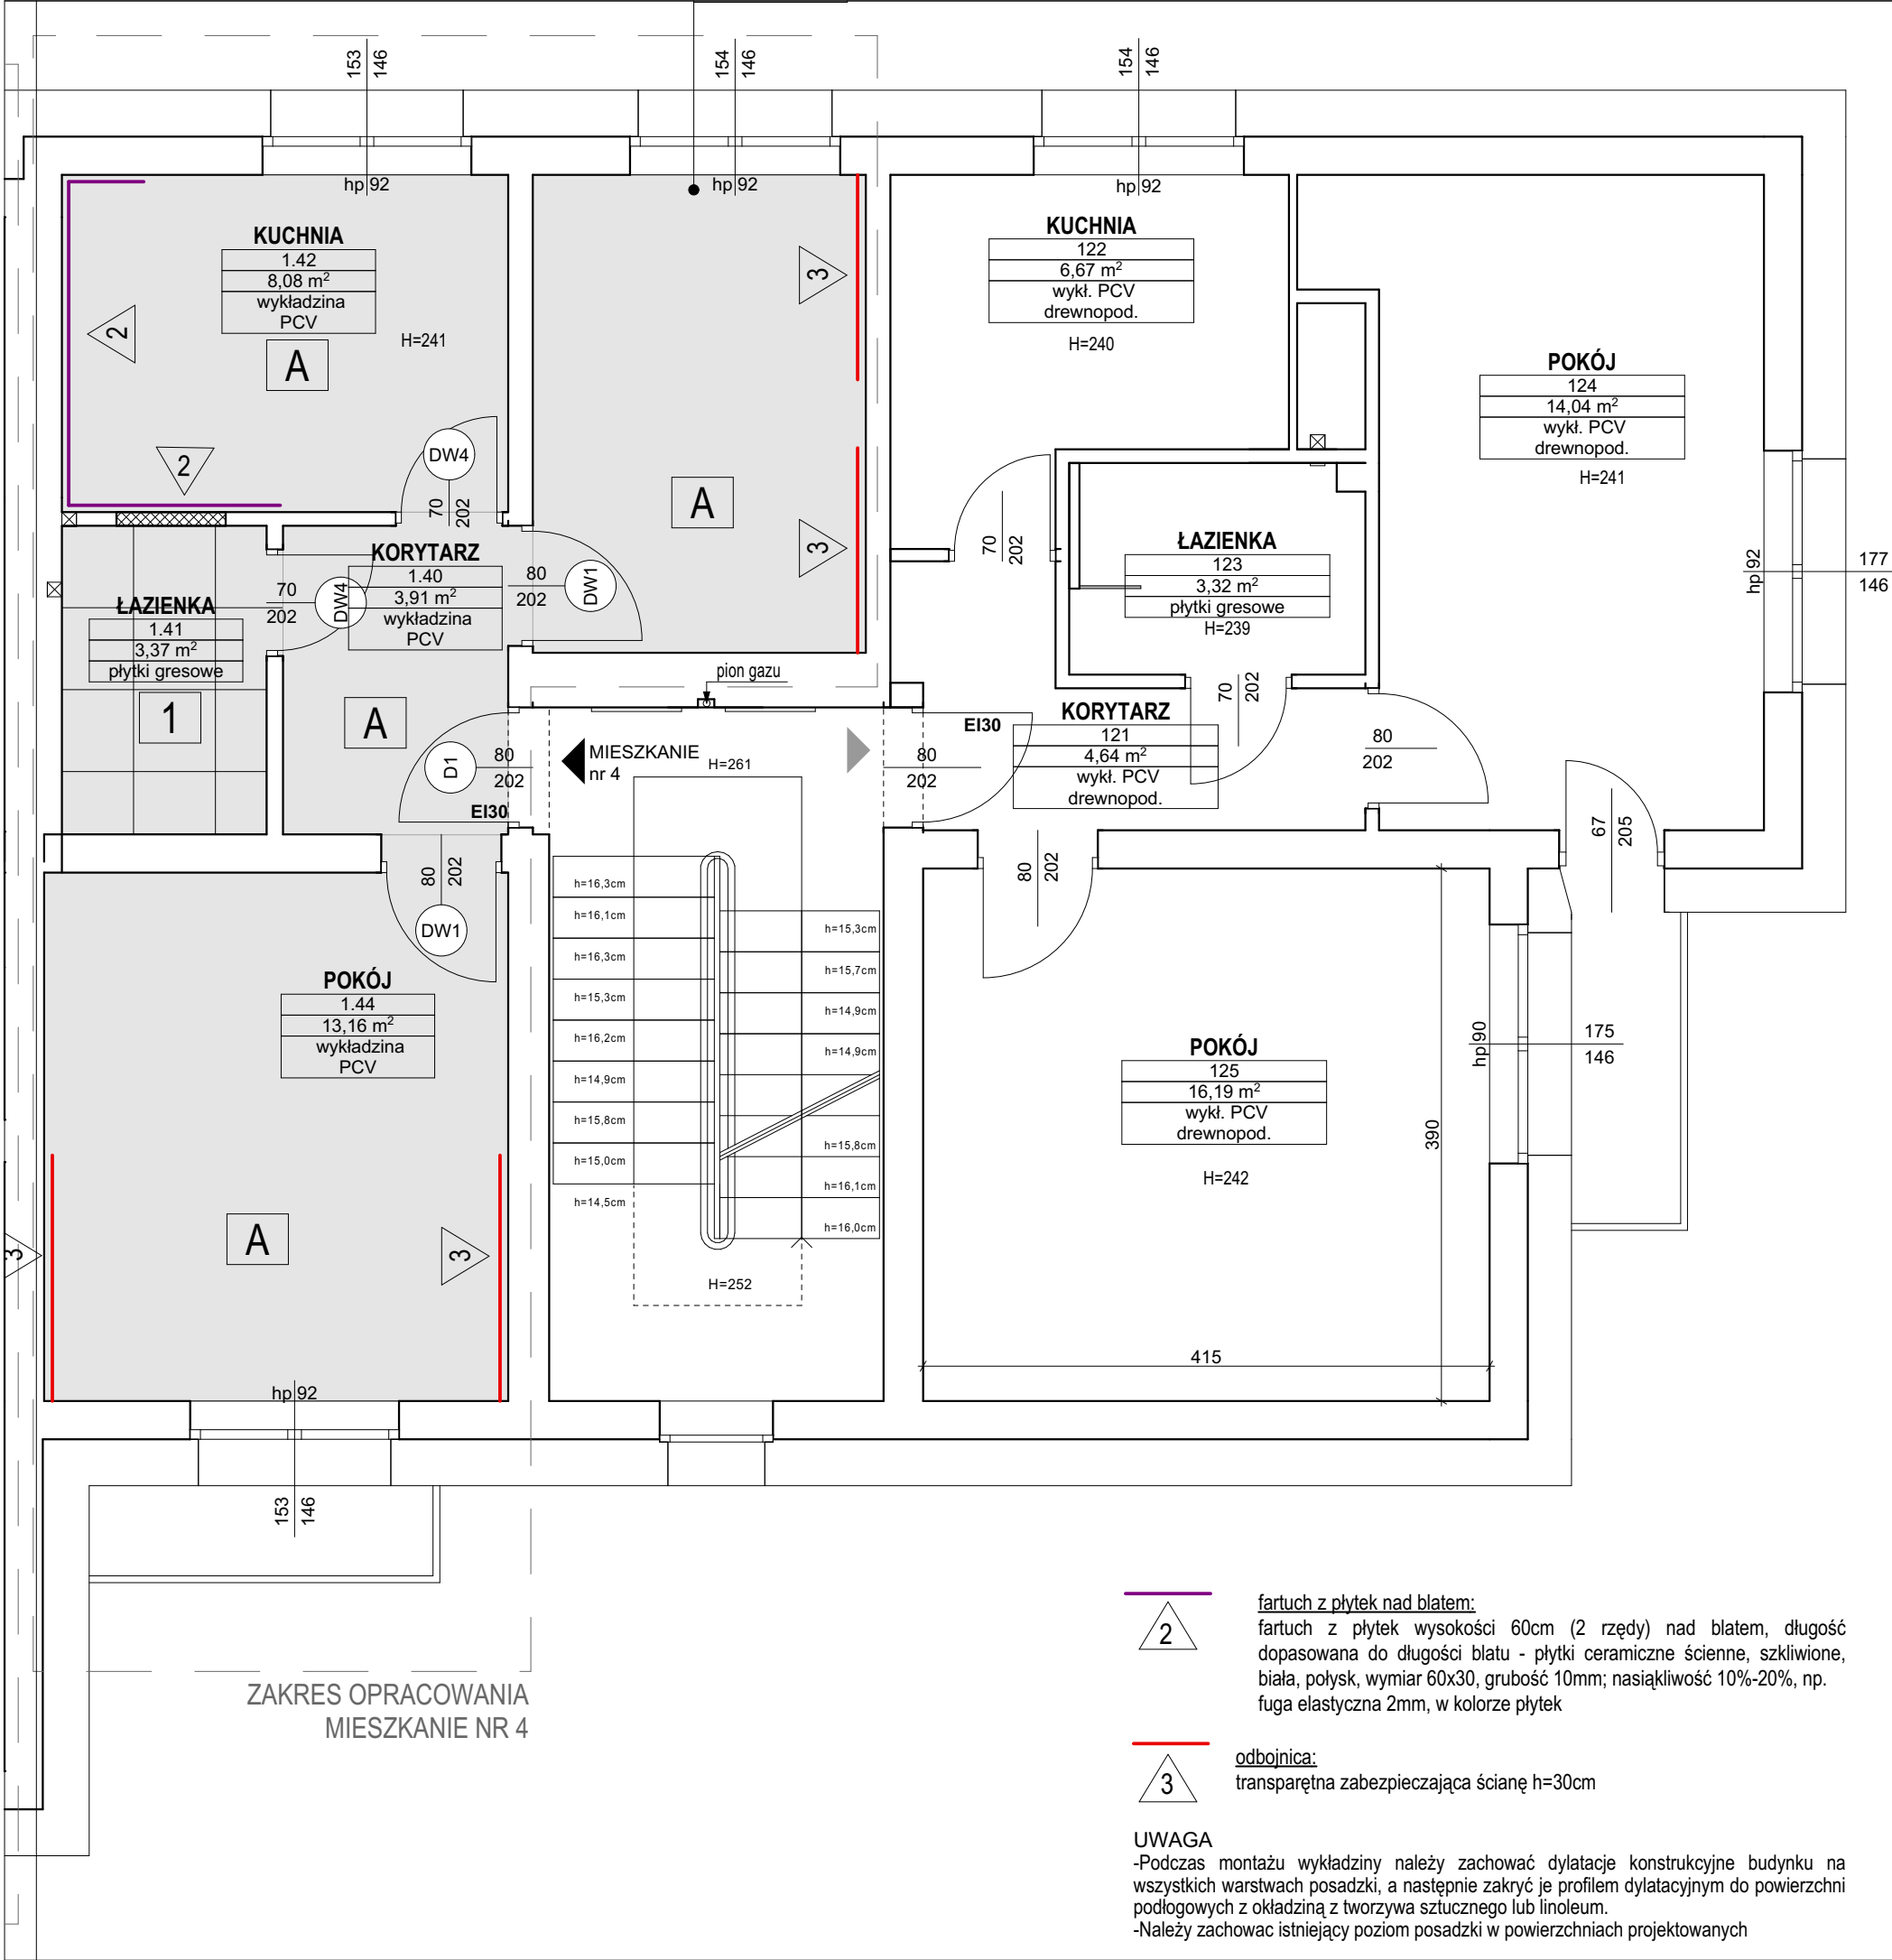 153
146
154
146
154
146
hp 92
hp 92
hp 92
KUCHNIA
1.42
8,08 m²
wykładzina
PCV
H=241
A
2
2
DW4
70
202
3
A
3
KUCHNIA
122
6,67 m²
wykł. PCV
drewnopod.
H=240
POKÓJ
124
14,04 m²
wykł. PCV
drewnopod.
H=241
hp 92
177
146
KORYTARZ
1.40
3,91 m²
wykładzina
PCV
A
70
202
DW4
80
202
DW1
ŁAZIENKA
1.41
3,37 m²
płytki gresowe
1
70
202
ŁAZIENKA
123
3,32 m²
płytki gresowe
H=239
70
202
pion gazu
D1
80
202
EI30
MIESZKANIE
nr 4
H=261
80
202
EI30
KORYTARZ
121
4,64 m²
wykł. PCV
drewnopod.
80
202
67
205
80
202
DW1
80
202
POKÓJ
1.44
13,16 m²
wykładzina
PCV
A
3
3
hp 92
153
146
h=16,3cm
h=16,1cm
h=16,3cm
h=15,3cm
h=16,2cm
h=14,9cm
h=15,8cm
h=15,0cm
h=14,5cm
h=15,3cm
h=15,7cm
h=14,9cm
h=14,9cm
h=15,8cm
h=16,1cm
h=16,0cm
H=252
POKÓJ
125
16,19 m²
wykł. PCV
drewnopod.
H=242
390
415
hp 90
175
146
ZAKRES OPRACOWANIA
MIESZKANIE NR 4
2
fartuch z płytek nad blatem:
fartuch z płytek wysokości 60cm (2 rzędy) nad blatem, długość
dopasowana do długości blatu - płytki ceramiczne ścienne, szkliwione,
biała, połysk, wymiar 60x30, grubość 10mm; nasiąkliwość 10%-20%, np.
fuga elastyczna 2mm, w kolorze płytek
3
odbojnica:
transparętna zabezpieczająca ścianę h=30cm
UWAGA
-Podczas montażu wykładziny należy zachować dylatacje konstrukcyjne budynku na
wszystkich warstwach posadzki, a następnie zakryć je profilem dylatacyjnym do powierzchni
podłogowych z okładziną z tworzywa sztucznego lub linoleum.
-Należy zachowac istniejący poziom posadzki w powierzchniach projektowanych